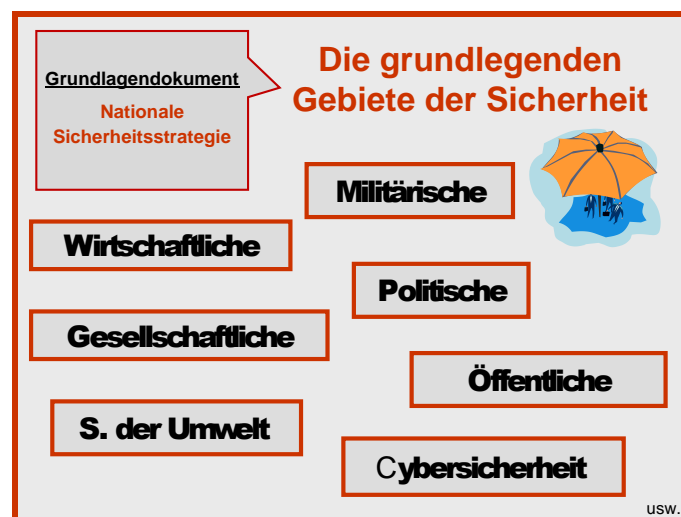 Grundlagendokument
Nationale
Sicherheitsstrategie
Die grundlegenden
Gebiete der Sicherheit
Militärische
Wirtschaftliche
Politische
Gesellschaftliche
Öffentliche
S. der Umwelt
Cybersicherheit
usw.